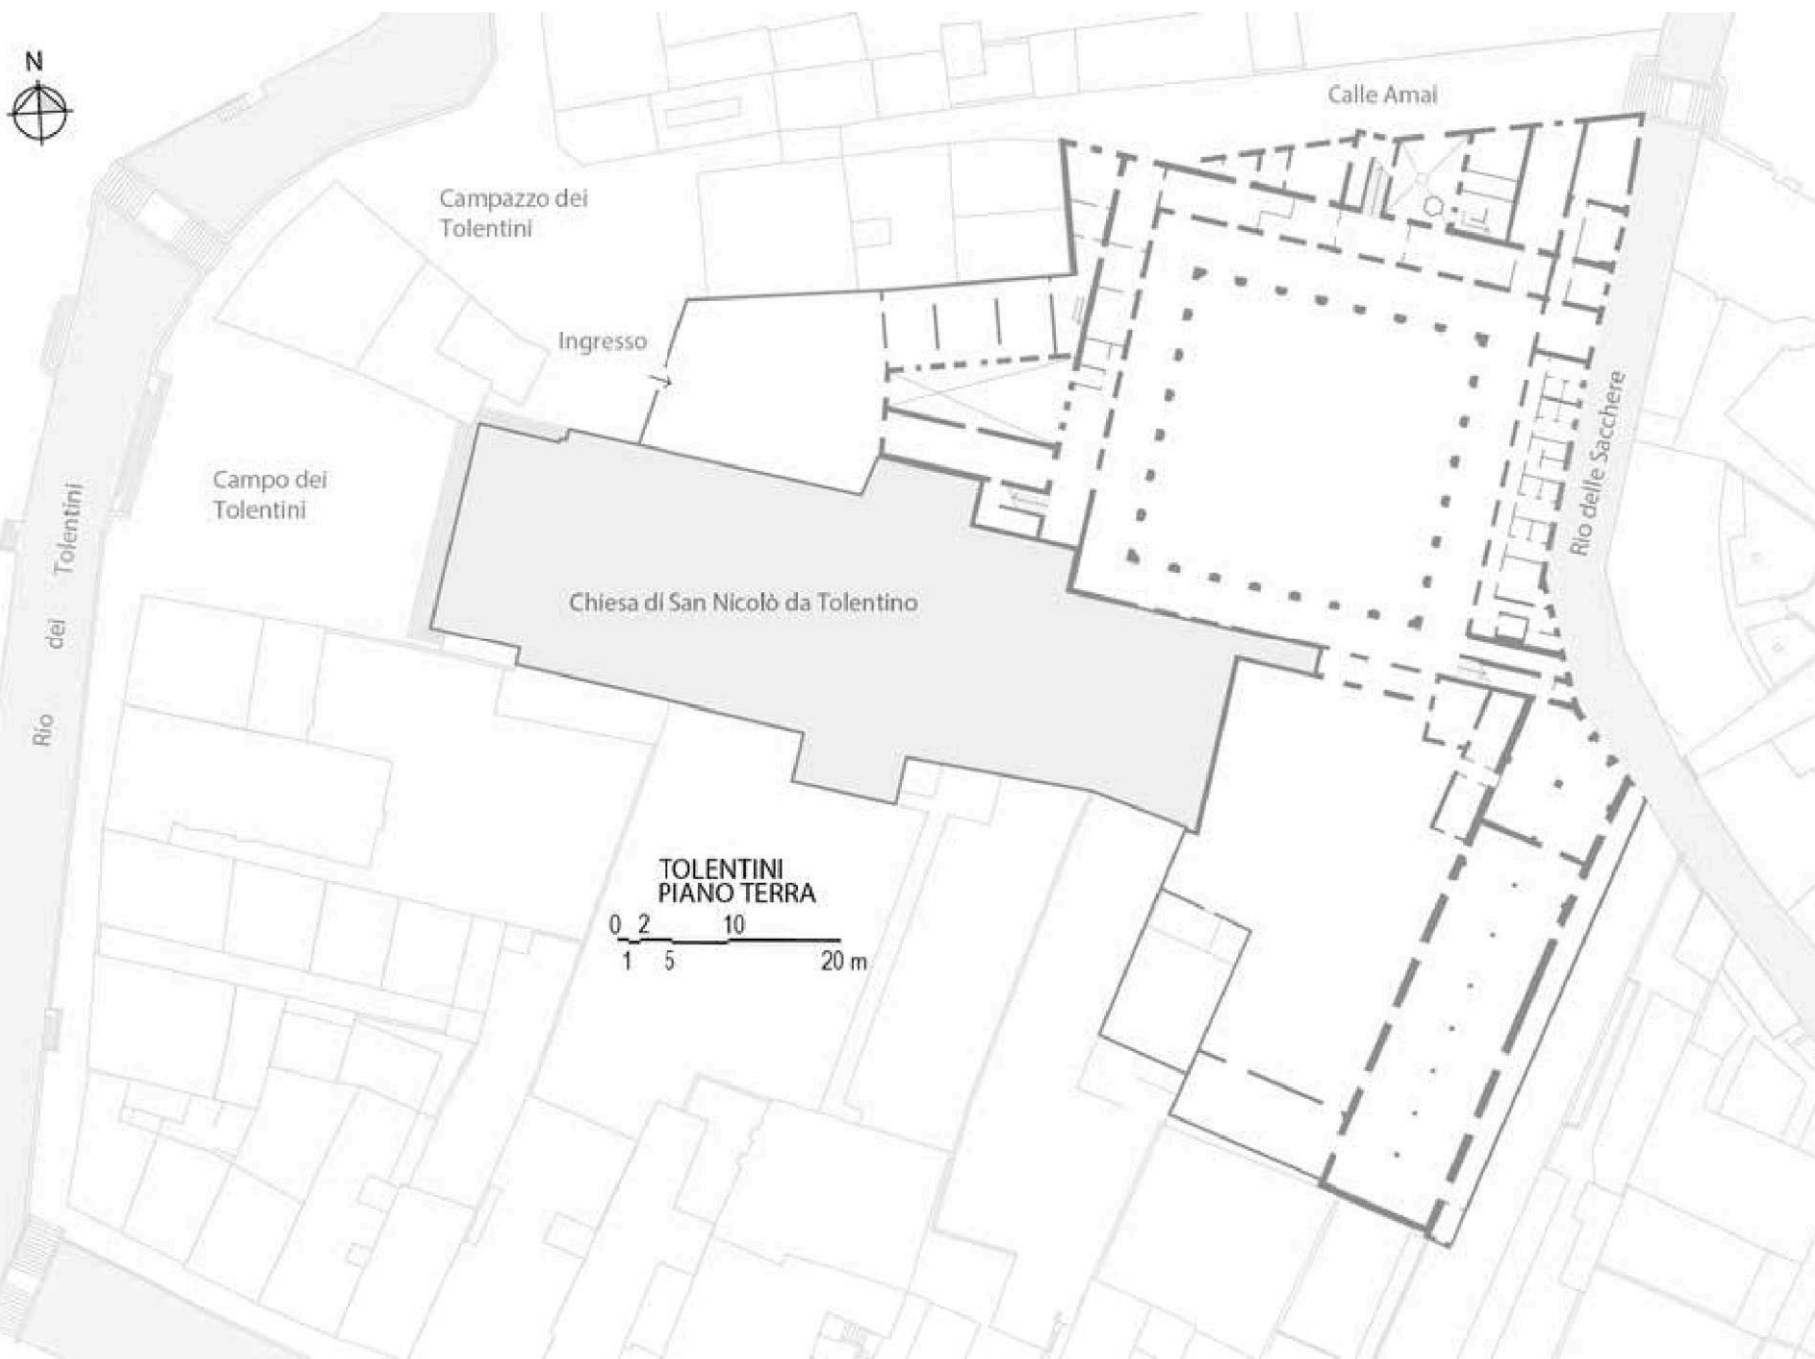 N
Calle Amai
Campazzo dei
Tolentini
Ingresso
Rio delle Sacchere
Campo dei
Tolentini
Rio dei Tolentini
Chiesa di San Nicolò da Tolentino
TOLENTINI
PIANO TERRA
0 2 10
1 5 20 m